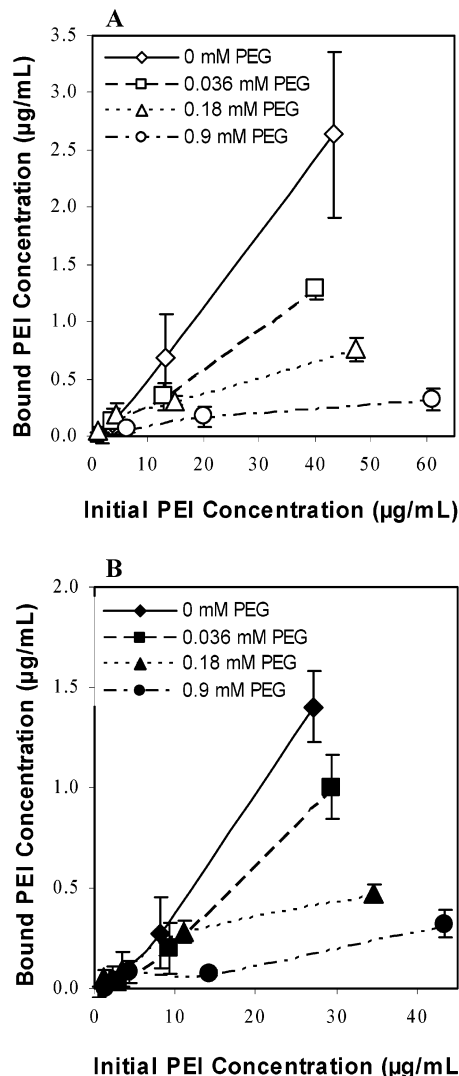 A
3.5
3.0
2.5
2.0
1.5
1.0
0.5
0.0
Bound PEI Concentration (µg/mL)
0 mM PEG
0.036 mM PEG
0.18 mM PEG
0.9 mM PEG
0 10 20 30 40 50 60
Initial PEI Concentration (µg/mL)
B
2.0
1.5
1.0
0.5
0.0
Bound PEI Concentration (µg/mL)
0 mM PEG
0.036 mM PEG
0.18 mM PEG
0.9 mM PEG
0 10 20 30 40
Initial PEI Concentration (µg/mL